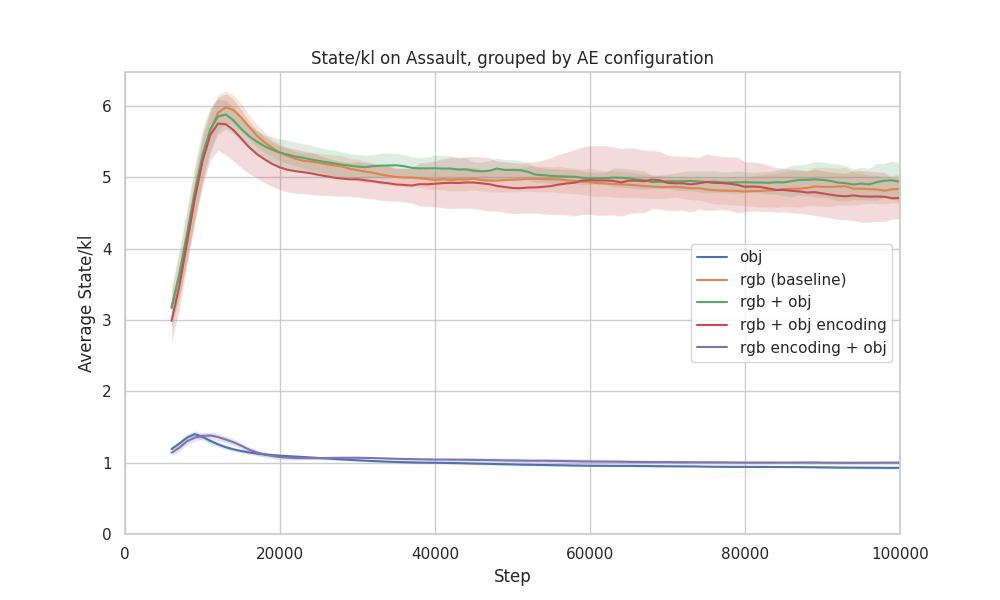 State/kl on Assault, grouped by AE configuration
Average State/kl
6
5
4
3
2
1
0
obj
rgb (baseline)
rgb + obj
rgb + obj encoding
rgb encoding + obj
0 20000 40000 60000 80000 100000
Step